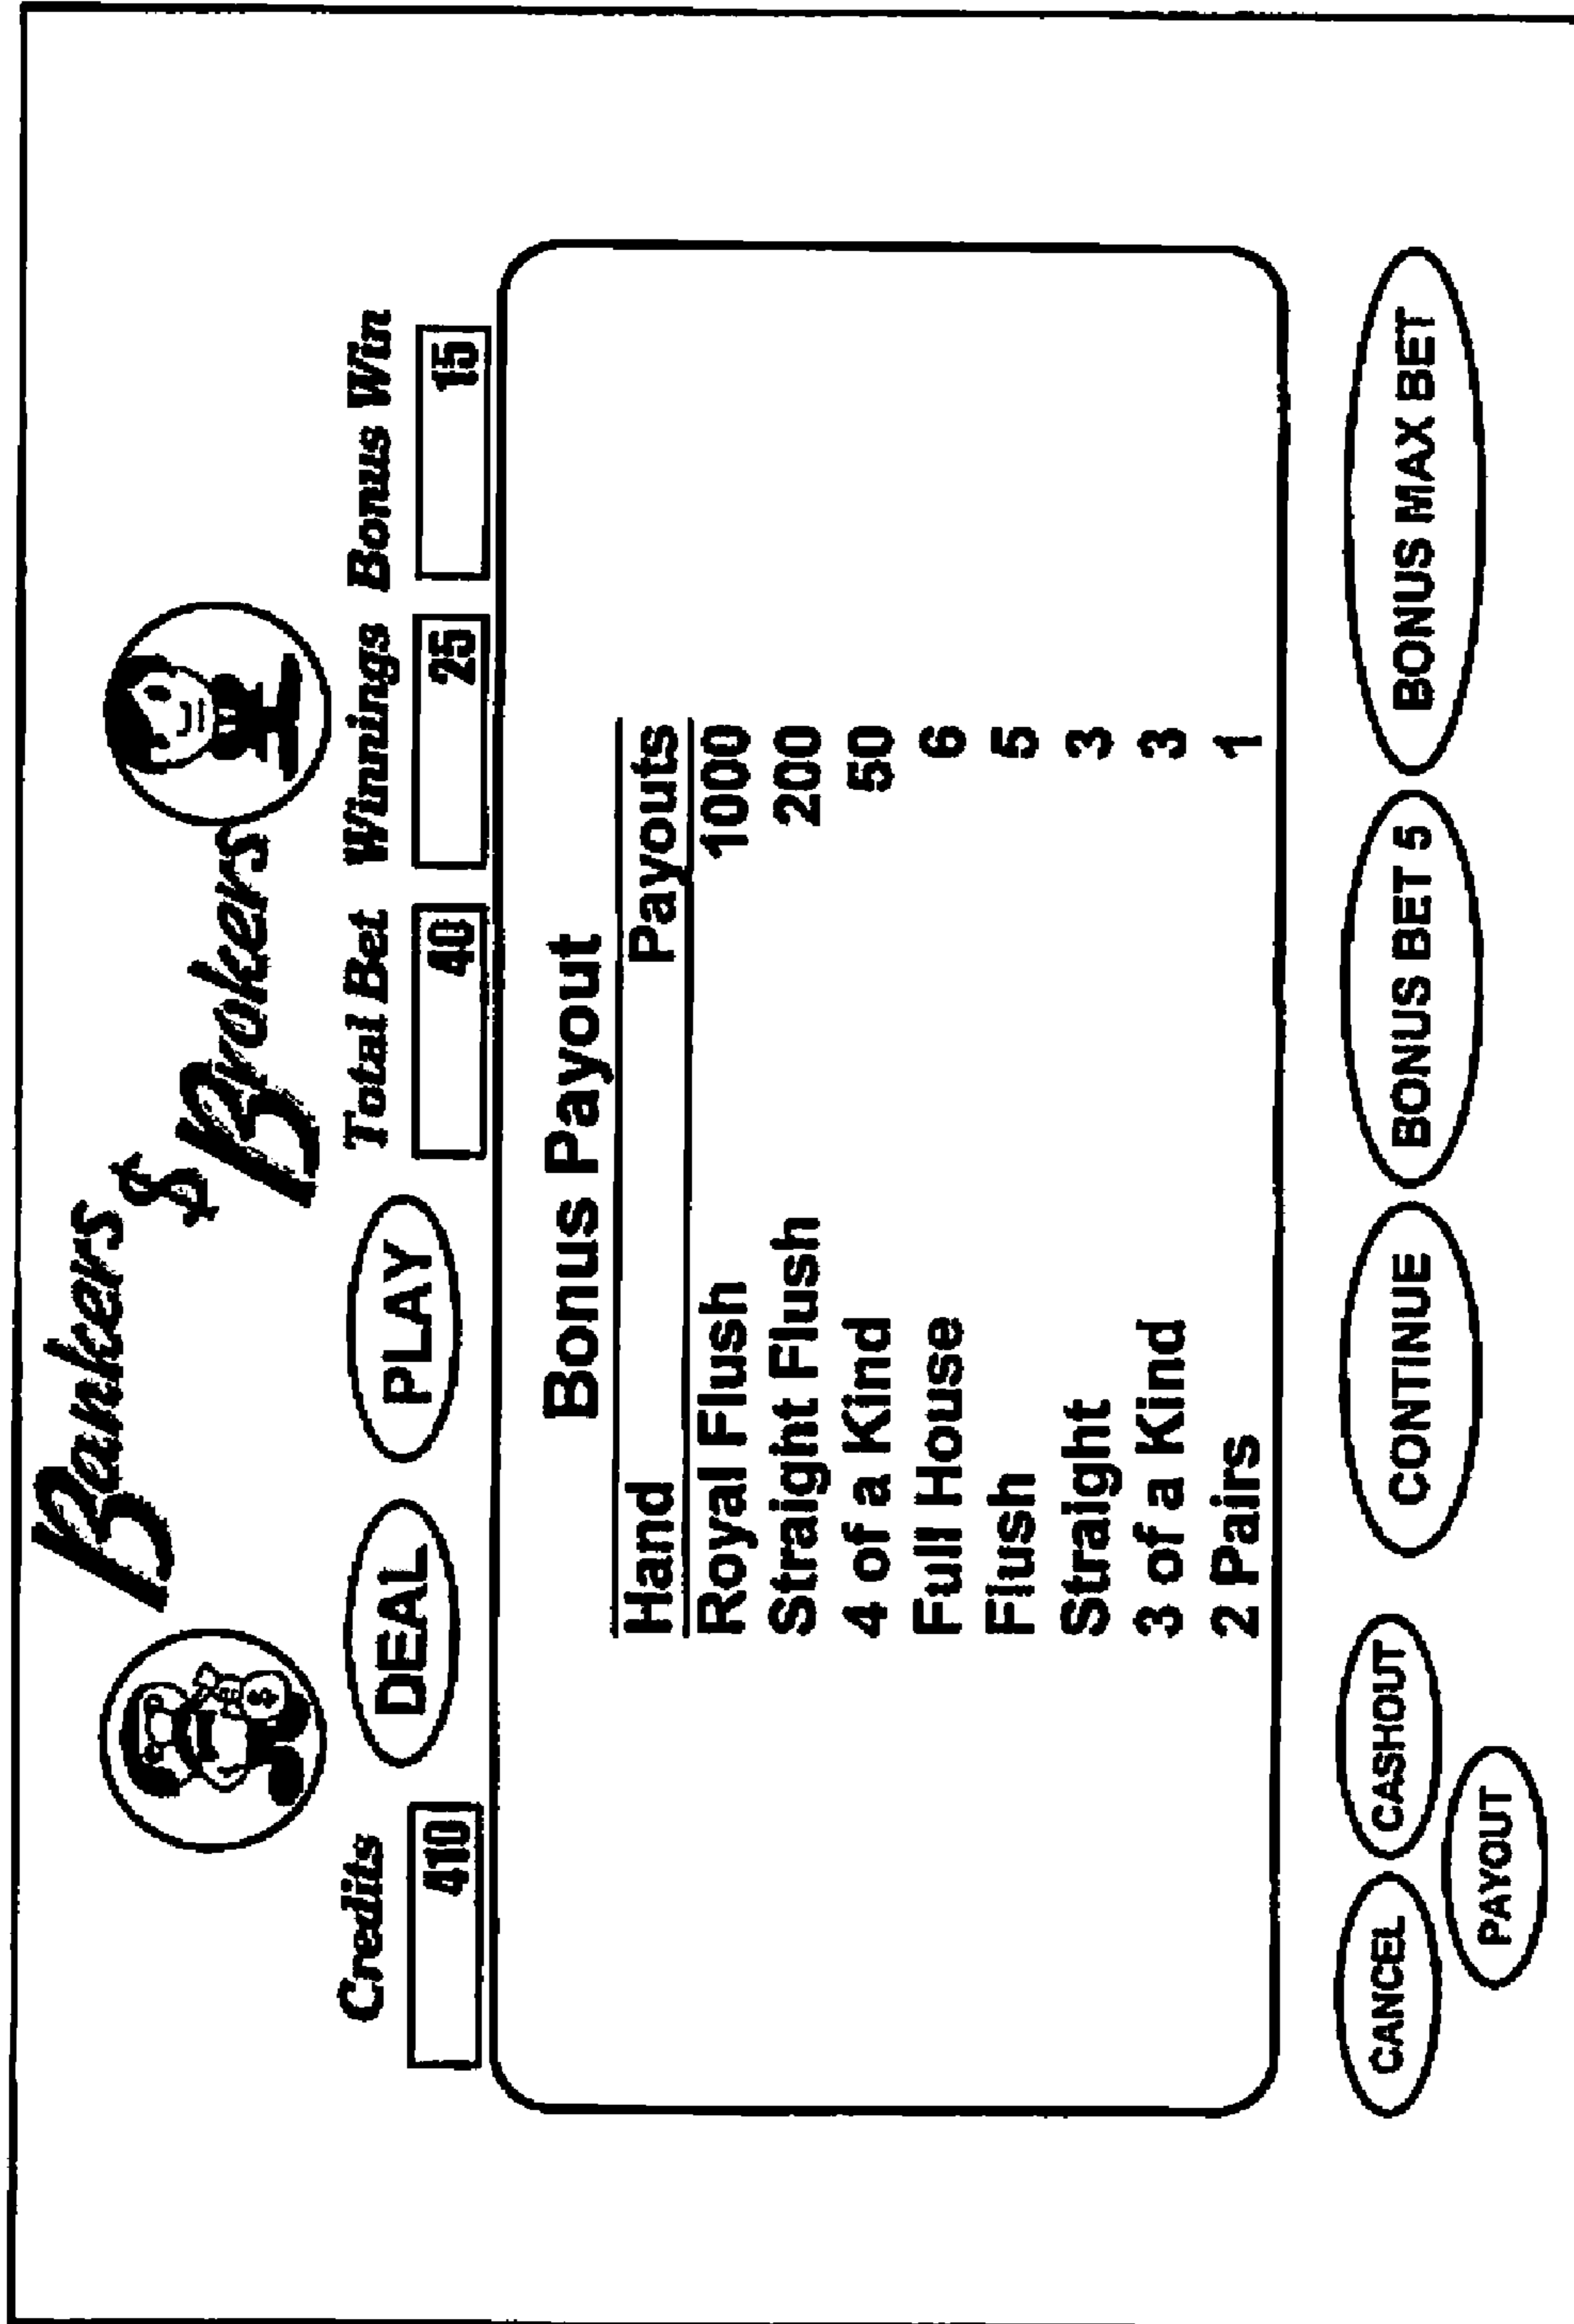 Bankers
&
Brokers
Credits DEAL PLAY Total Bet Winnings Bonus Win
410 40 25 15
Bonus Payout
Hand Payouts
Royal Flush 1000
Straight Flush 200
4 of a Kind 50
Full House 6
Flush 5
Straight 3
3 of a Kind 3
2 Pairs 1
CANCEL CASHOUT CONTINUE BONUS BET 5 BONUS MAX BET
PAYOUT